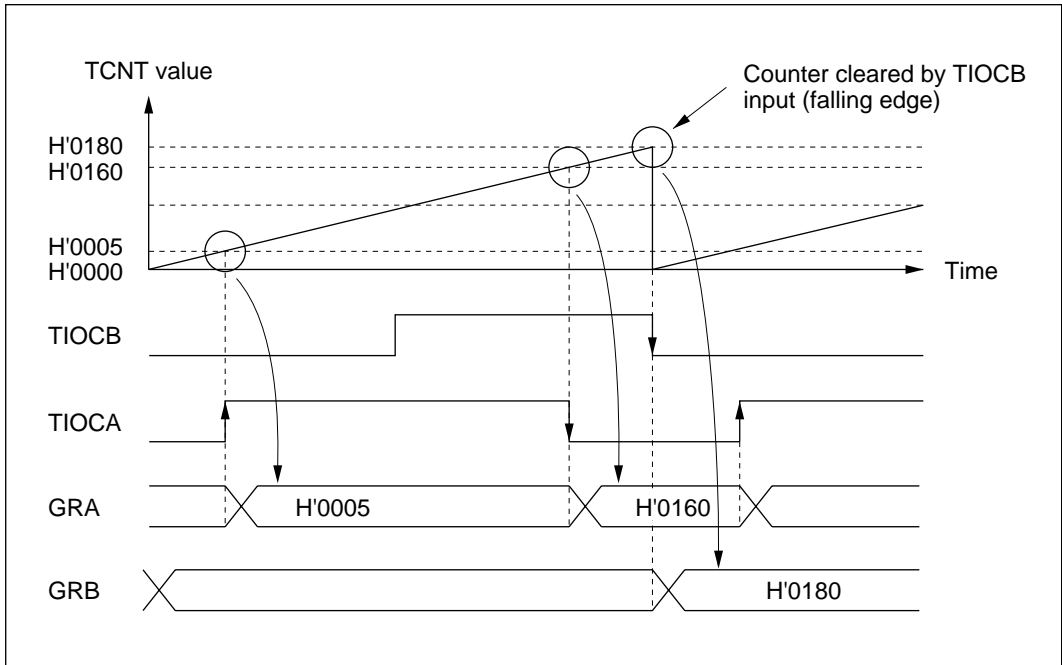 TCNT value
Counter cleared by TIOCB
input (falling edge)
H'0180
H'0160
H'0005
H'0000
Time
TIOCB
TIOCA
GRA
H'0005
H'0160
GRB
H'0180